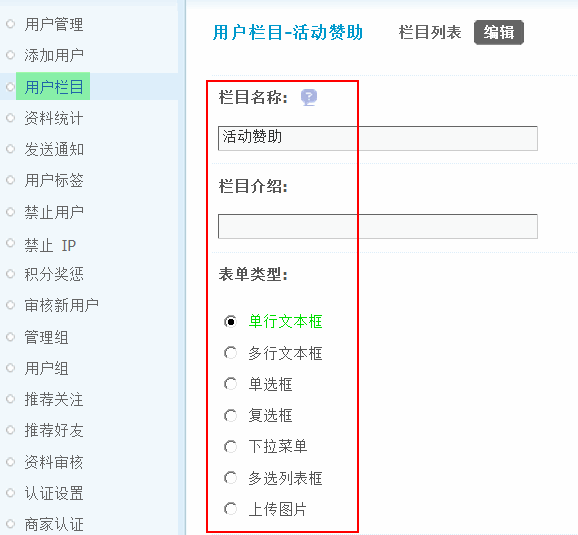 用户管理
添加用户
用户栏目
资料统计
发送通知
用户标签
禁止用户
禁止 IP
积分奖惩
审核新用户
管理组
用户组
推荐关注
推荐好友
资料审核
认证设置
商家认证
用户栏目-活动赞助 栏目列表 编辑
栏目名称: ?
活动赞助
栏目介绍:
表单类型:
单行文本框
多行文本框
单选框
复选框
下拉菜单
多选列表框
上传图片